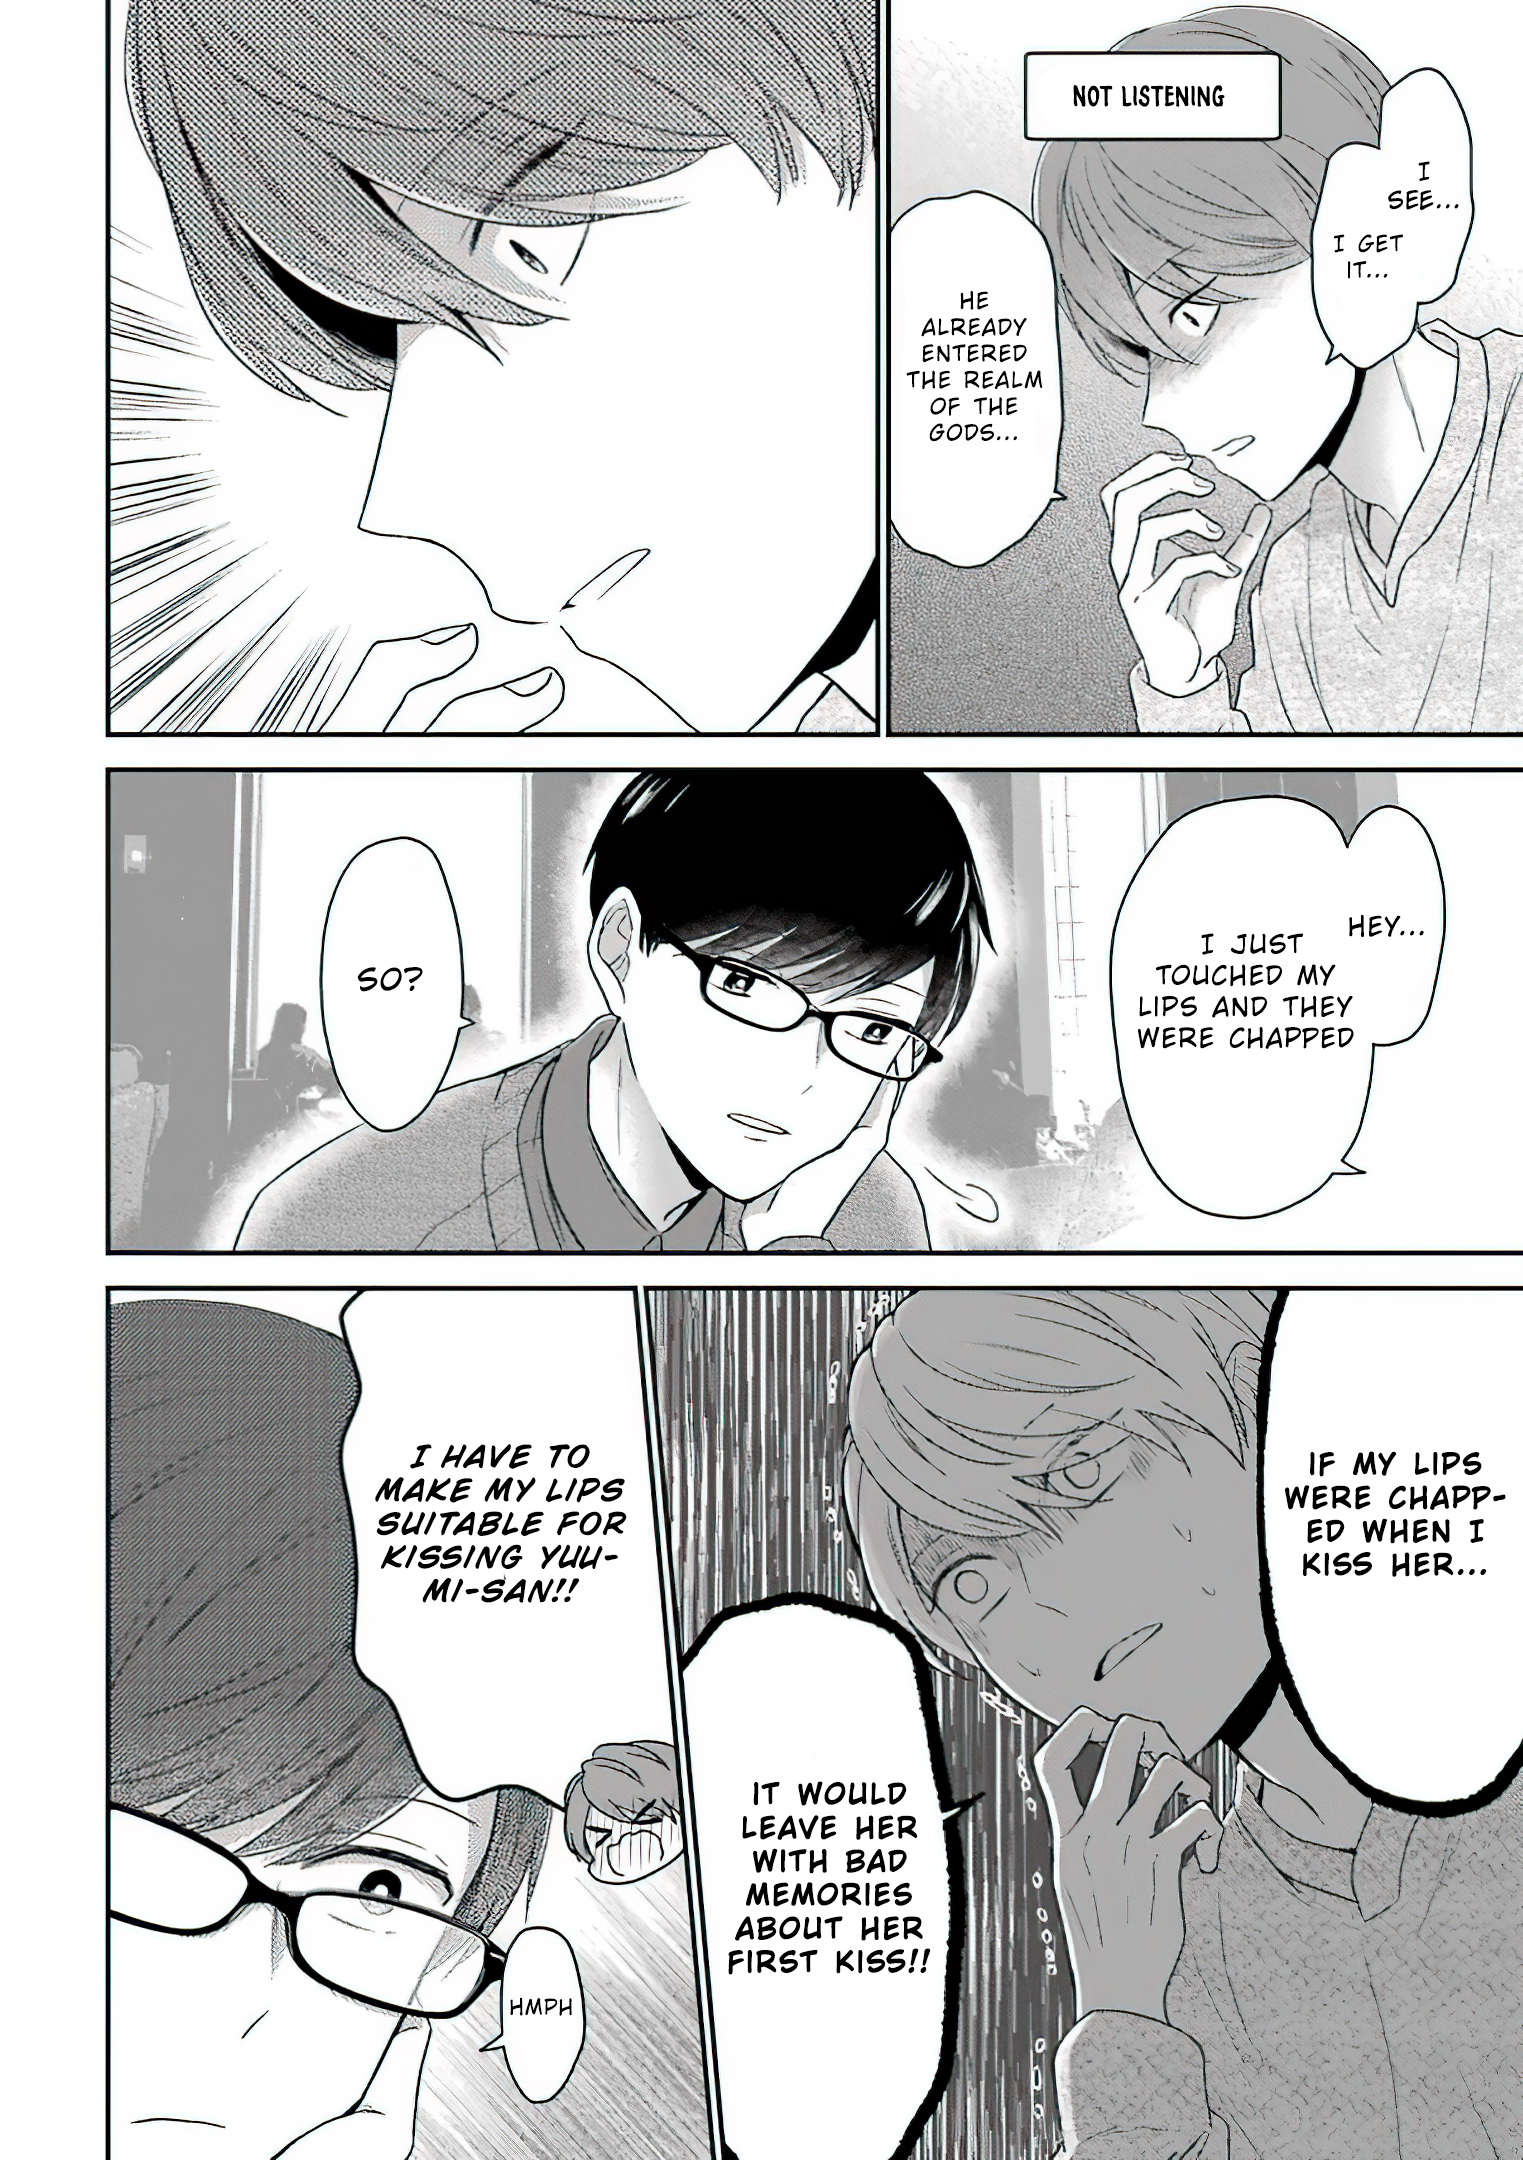 NOT LISTENING
I
SEE...
I GET
IT...
HE
ALREADY
ENTERED
THE REALM
OF THE
GODS...
HEY...
I JUST
TOUCHED MY
LIPS AND THEY
WERE CHAPPED
SO?
IF MY LIPS
WERE CHAPP-
ED WHEN I
KISS HER...
IT WOULD
LEAVE HER
WITH BAD
MEMORIES
ABOUT HER
FIRST KISS!!
I HAVE TO
MAKE MY LIPS
SUITABLE FOR
KISSING YUU-
MI-SAN!!
HMPH